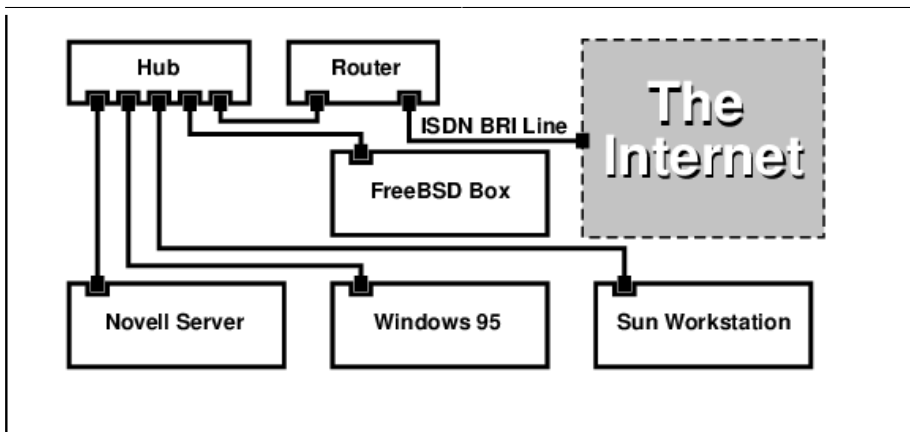 Hub
Router
The
Internet
ISDN BRI Line
FreeBSD Box
Novell Server
Windows 95
Sun Workstation